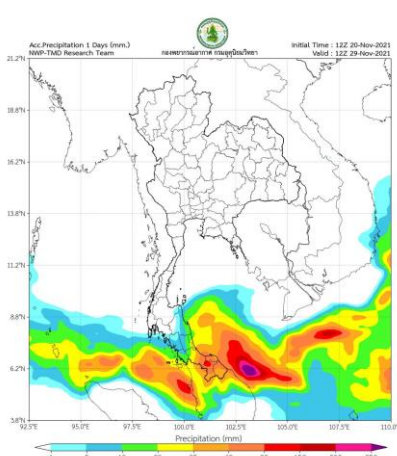 Acc.Precipitation 1 Days (mm.)
NWP-TMD Research Team
กองพยากรณ์อากาศ กรมอุตุนิยมวิทยา
Initial Time : 12Z 20-Nov-2021
Valid : 12Z 29-Nov-2021
21.2°N
18.8°N
16.2°N
13.8°N
11.2°N
8.8°N
6.2°N
3.8°N
92.5°E 95.0°E 97.5°E 100.0°E 102.5°E 105.0°E 107.5°E 110.0
Precipitation (mm)